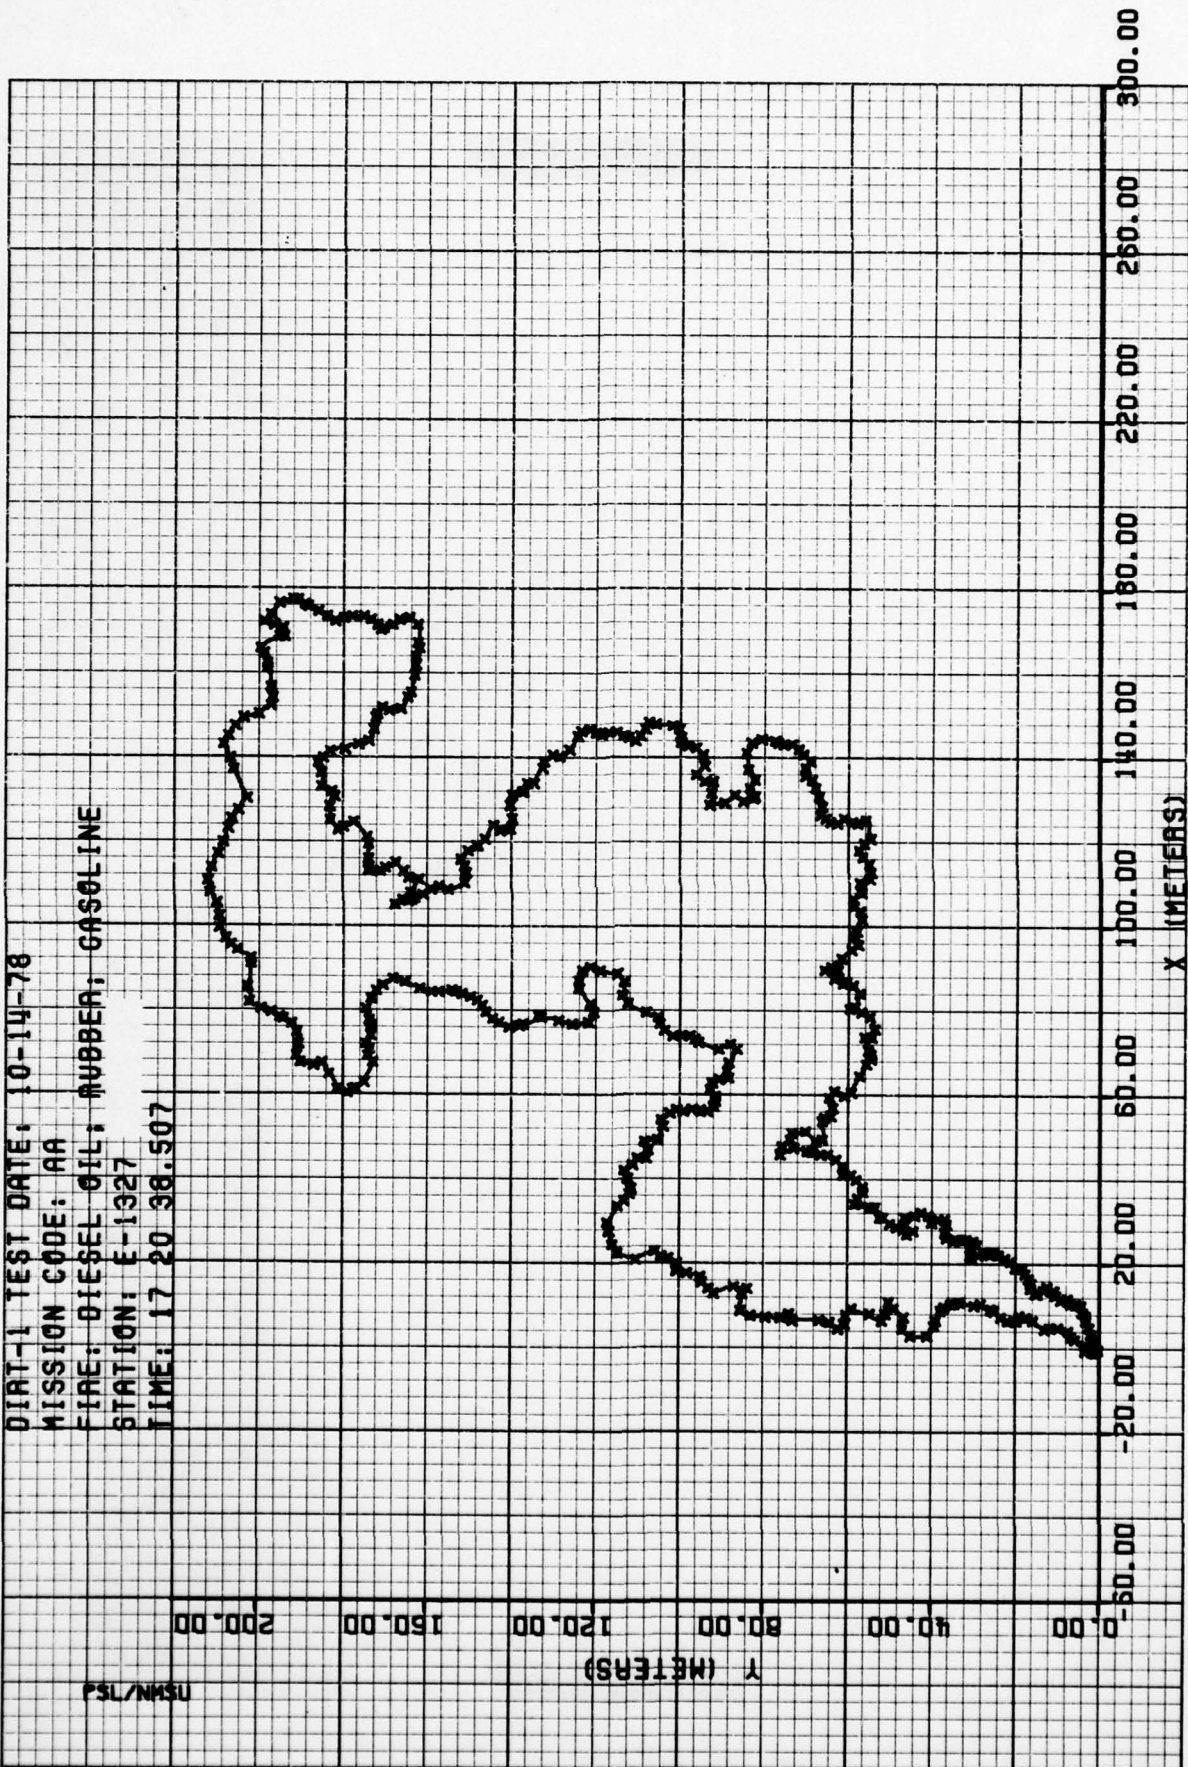 DIRT-1 TEST DATE: 10-14-78
MISSION CODE: AA
FIRE: DIESEL OIL; RUBBER; GASOLINE
STATION: E-1327
TIME: 17 20 38.507
PSL/NMSU
Y (METERS)
200.00
160.00
120.00
80.00
40.00
0.00
-60.00
-20.00
20.00
60.00
100.00
140.00
180.00
220.00
260.00
300.00
X (METERS)